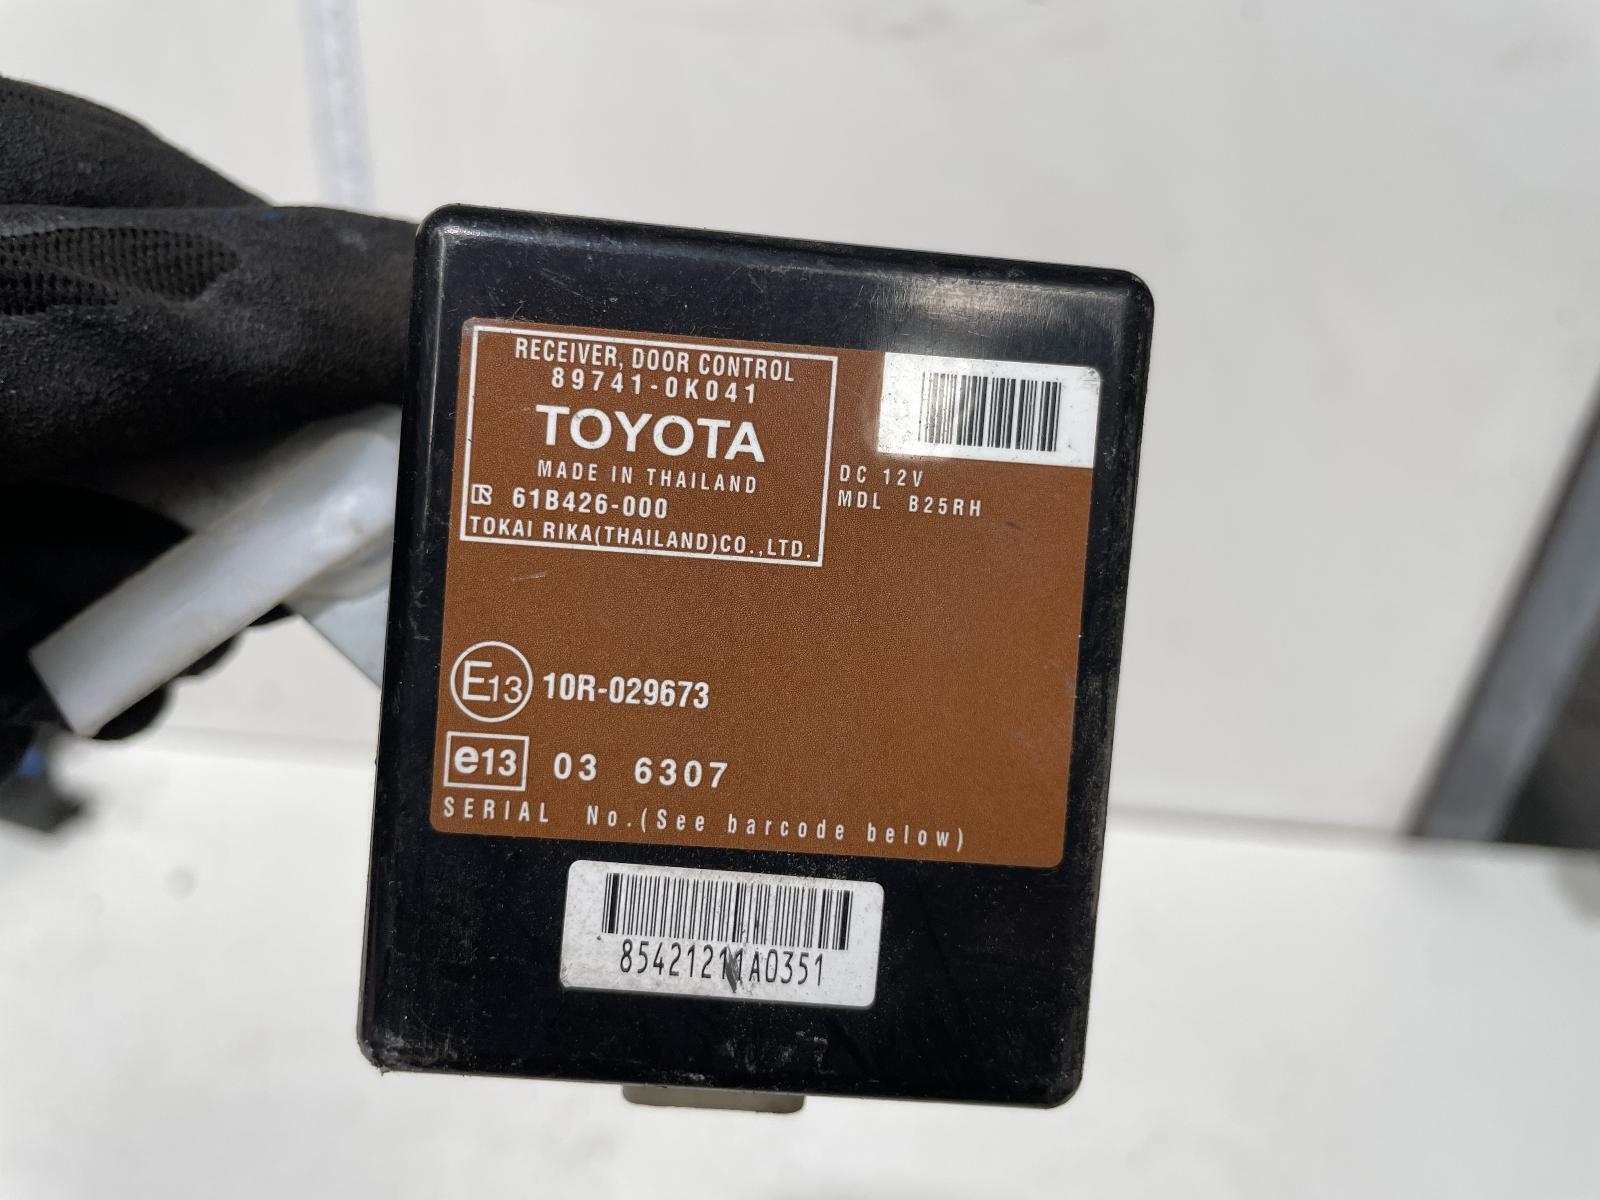 RECEIVER, DOOR CONTROL
89741-0K041
TOYOTA
MADE IN THAILAND
61B426-000
TOKAI RIKA(THAILAND)CO.,LTD.
DC 12V
MDL B25RH
E13 10R-029673
e13 03 6307
SERIAL No.(See barcode below)
85421211A0351